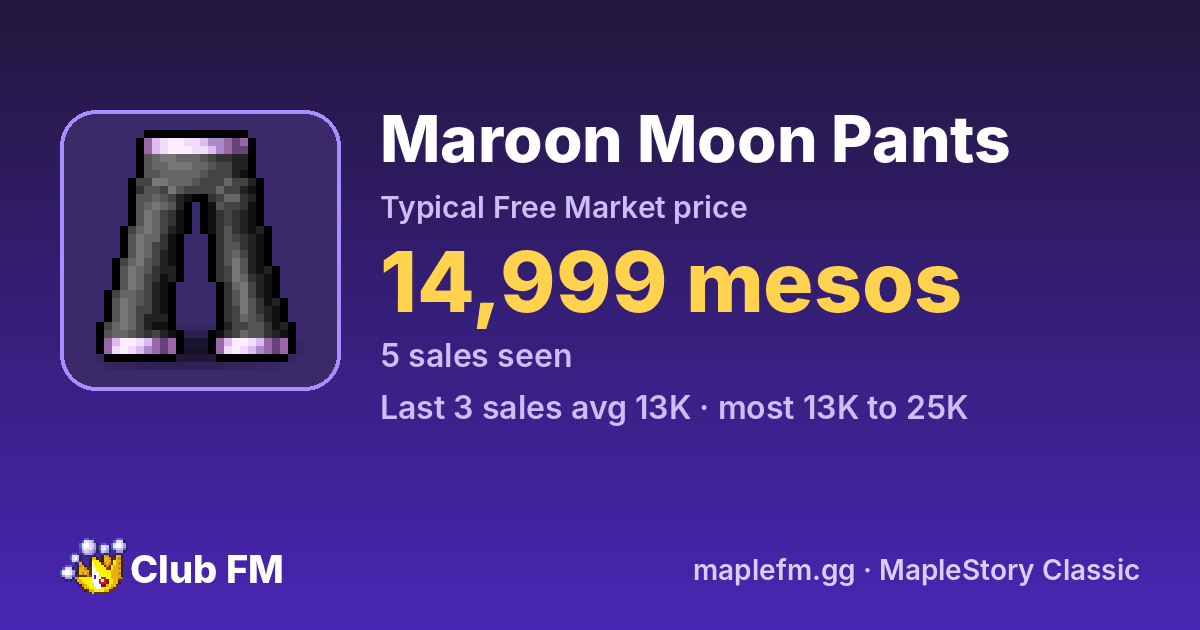 Maroon Moon Pants
Typical Free Market price
14,999 mesos
5 sales seen
Last 3 sales avg 13K · most 13K to 25K
Club FM
maplefm.gg · MapleStory Classic